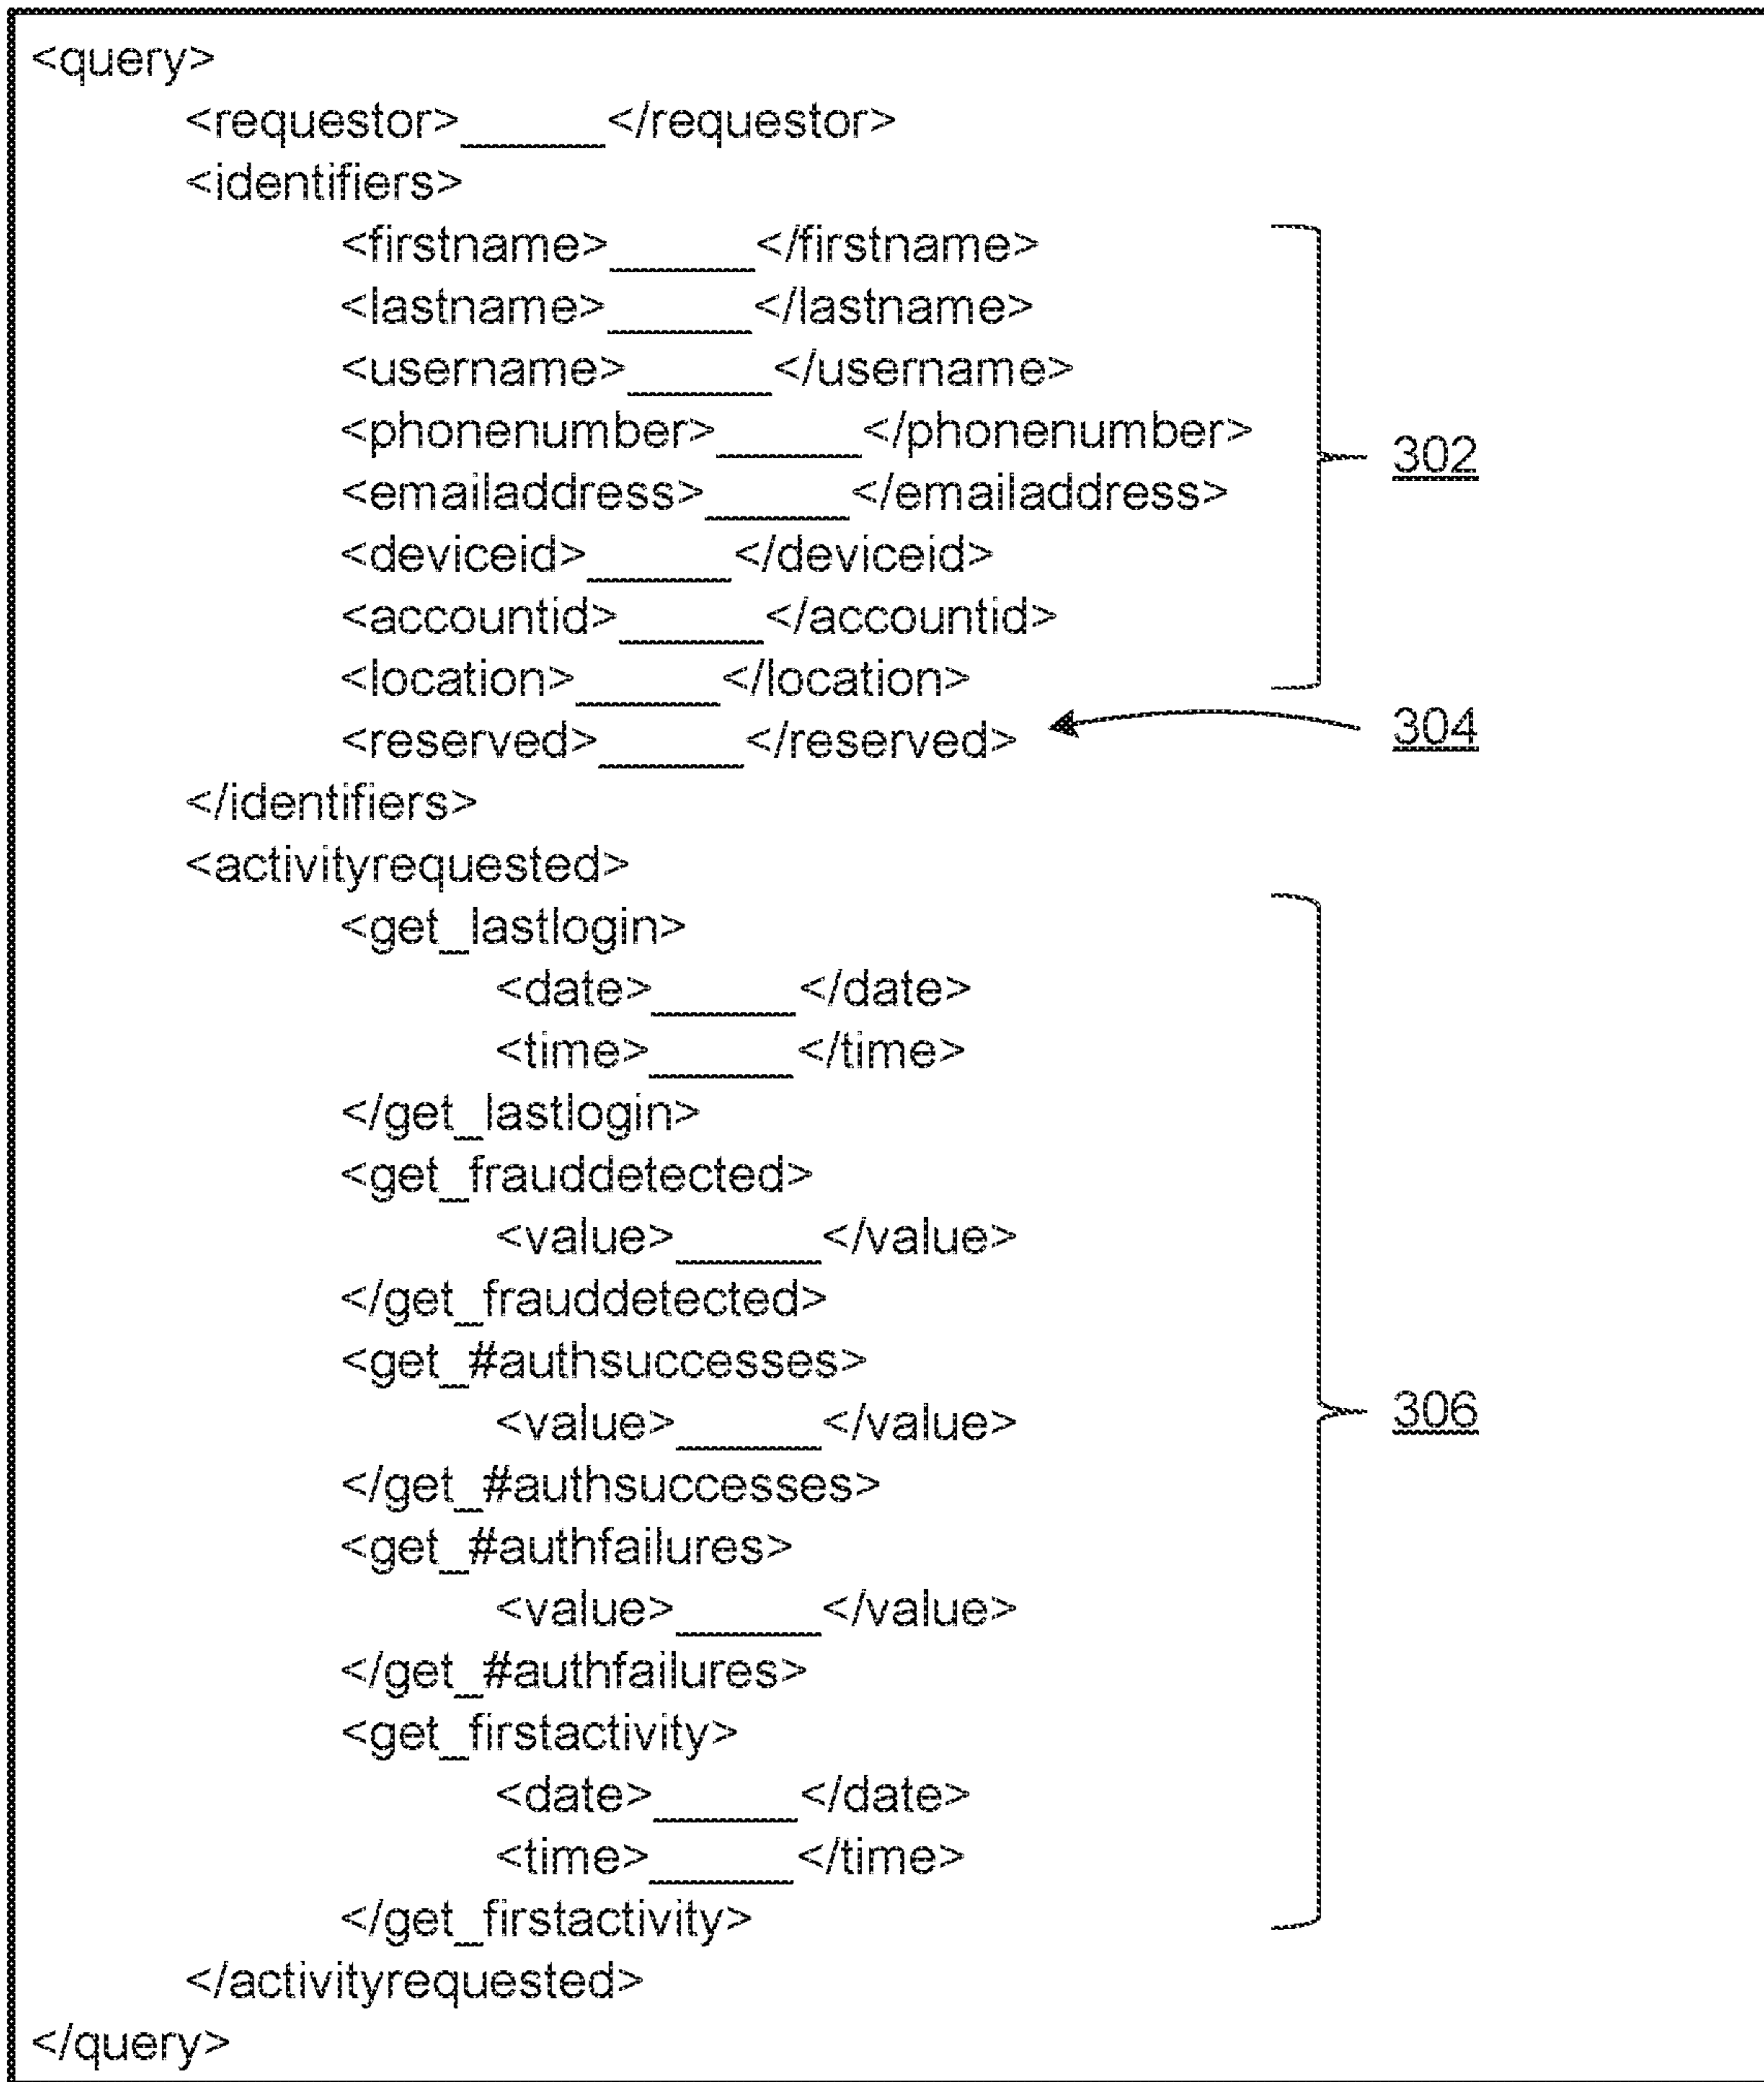 <query>
<requestor>______</requestor>
<identifiers>
<firstname>______</firstname>
<lastname>______</lastname>
<username>______</username>
<phonenumber>______</phonenumber>
302
<emailaddress>______</emailaddress>
<deviceid>______</deviceid>
<accountid>______</accountid>
<location>______</location>
<reserved>______</reserved> 304
</identifiers>
<activityrequested>
<get_lastlogin>
<date>______</date>
<time>______</time>
</get_lastlogin>
<get_frauddetected>
<value>______</value>
</get_frauddetected>
<get_#authsuccesses>
<value>______</value> 306
</get_#authsuccesses>
<get_#authfailures>
<value>______</value>
</get_#authfailures>
<get_firstactivity>
<date>______</date>
<time>______</time>
</get_firstactivity>
</activityrequested>
</query>